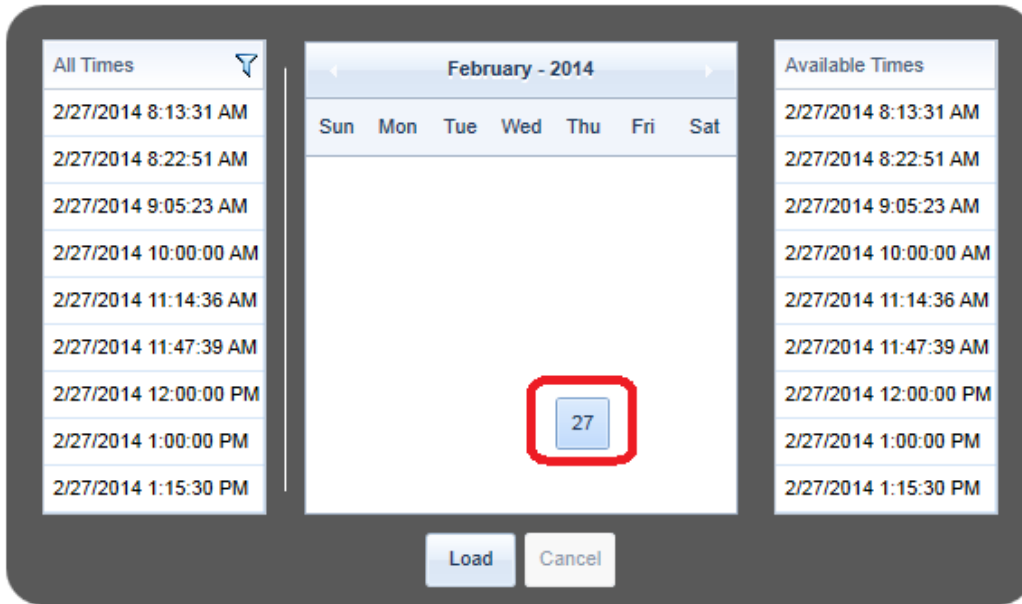 All Times
2/27/2014 8:13:31 AM
2/27/2014 8:22:51 AM
2/27/2014 9:05:23 AM
2/27/2014 10:00:00 AM
2/27/2014 11:14:36 AM
2/27/2014 11:47:39 AM
2/27/2014 12:00:00 PM
2/27/2014 1:00:00 PM
2/27/2014 1:15:30 PM
February - 2014
Sun Mon Tue Wed Thu Fri Sat
27
Available Times
2/27/2014 8:13:31 AM
2/27/2014 8:22:51 AM
2/27/2014 9:05:23 AM
2/27/2014 10:00:00 AM
2/27/2014 11:14:36 AM
2/27/2014 11:47:39 AM
2/27/2014 12:00:00 PM
2/27/2014 1:00:00 PM
2/27/2014 1:15:30 PM
Load Cancel